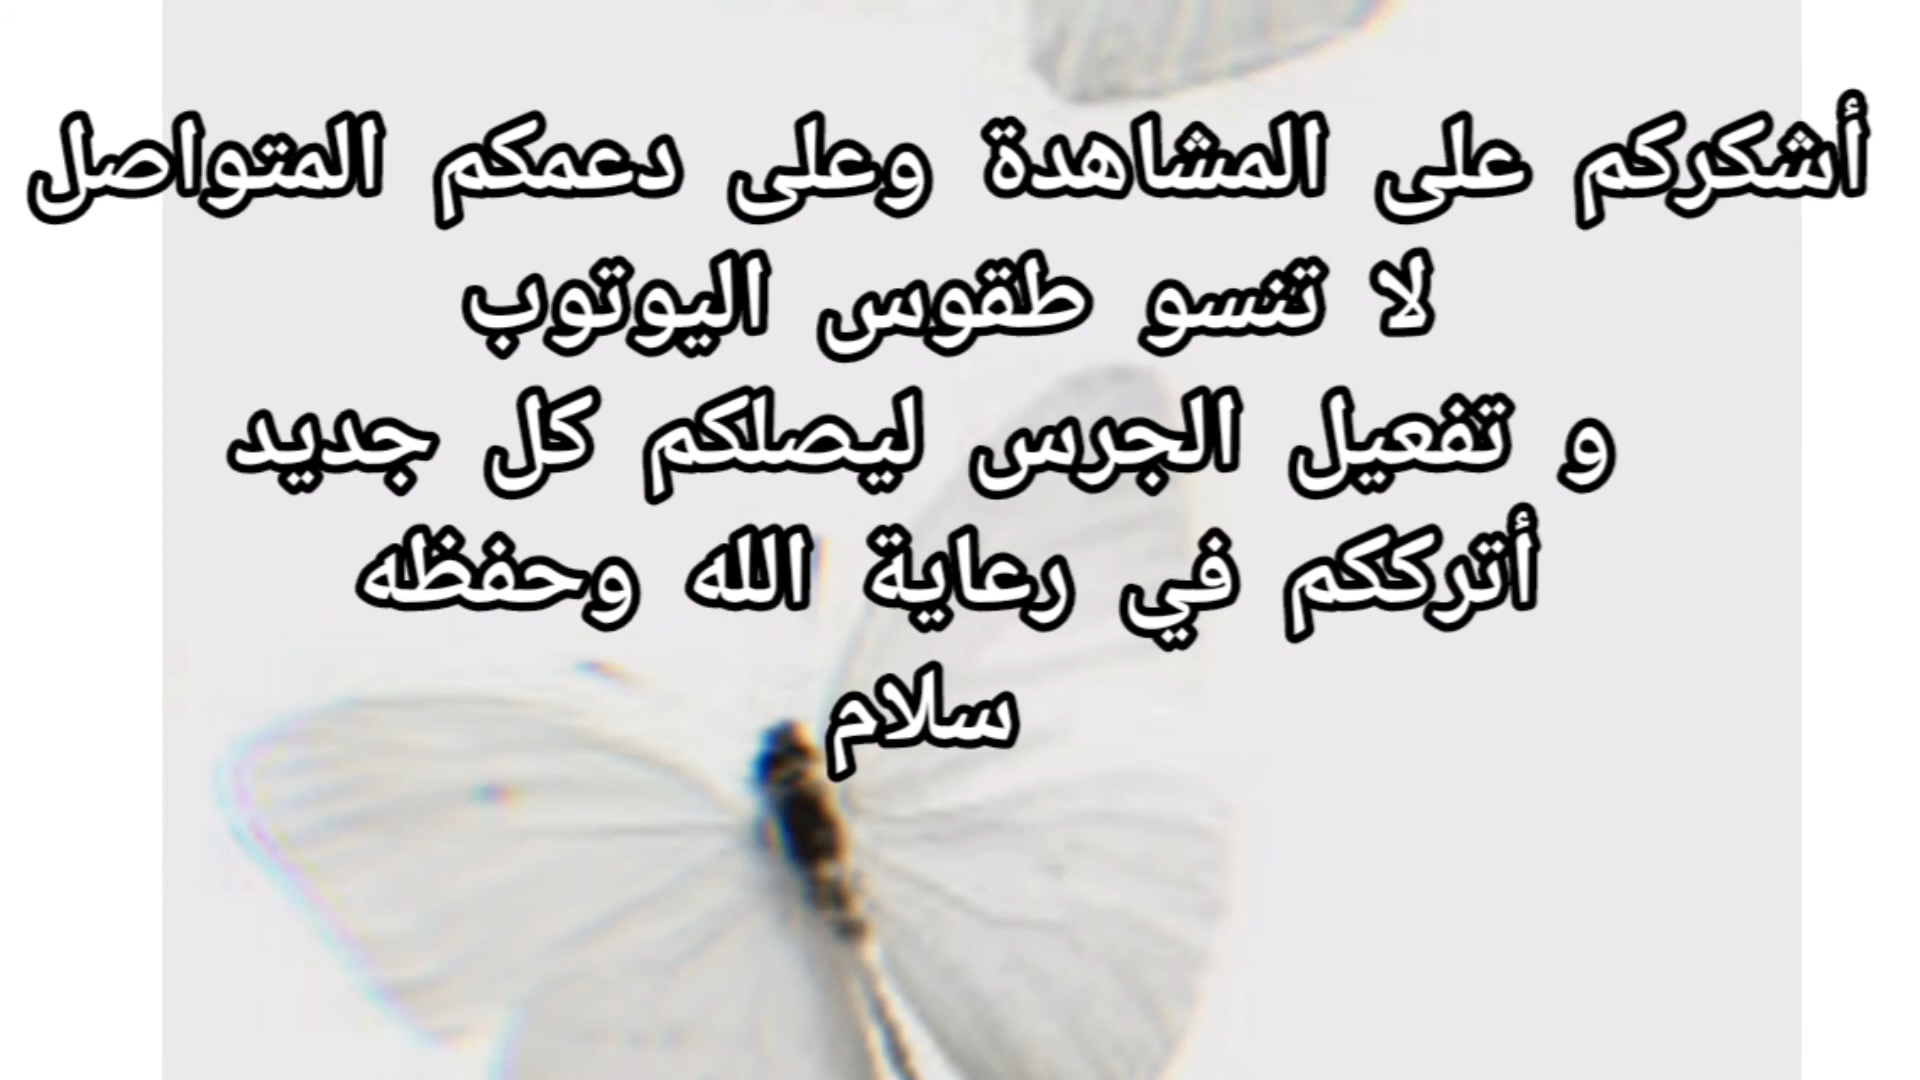 أشكركم على المشاهدة وعلى دعمكم المتواصل
لا تنسو طقوس اليوتوب
و تفعيل الجرس ليصلكم كل جديد
أترككم في رعاية الله وحفظه
سلام